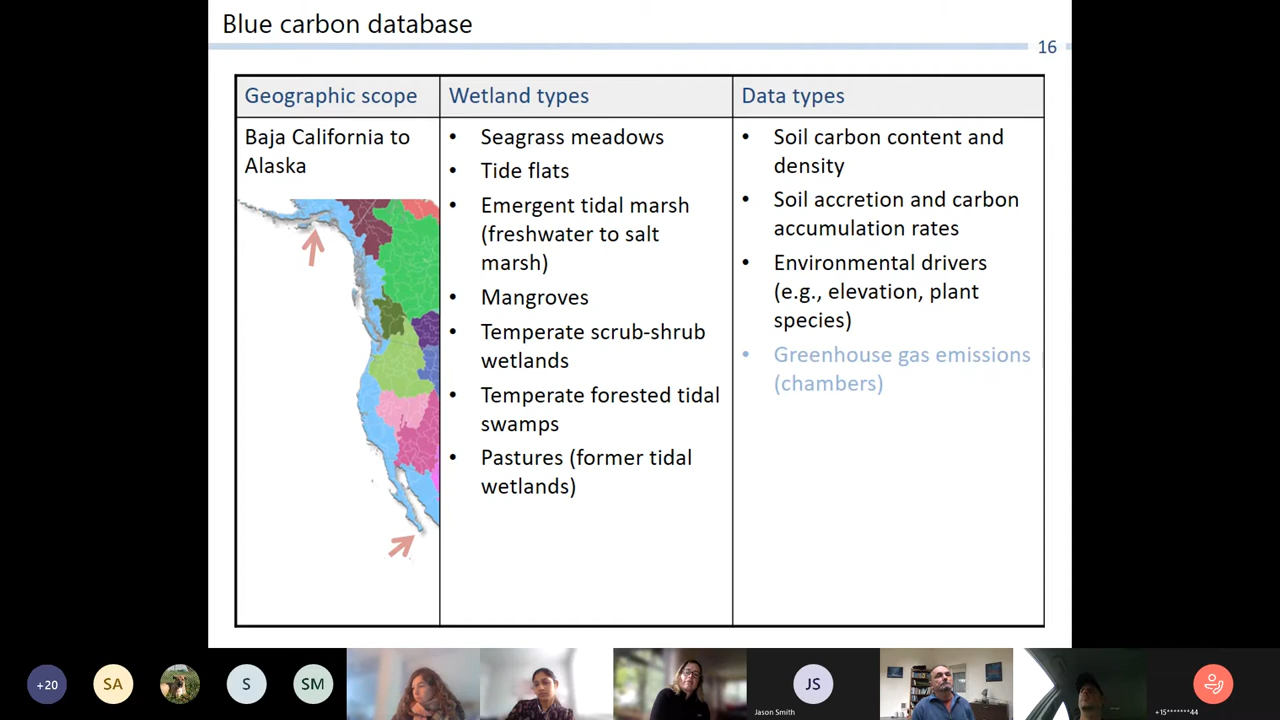 Blue carbon database
16
Geographic scope
Wetland types
Data types
Baja California to
Alaska
• Seagrass meadows
• Tide flats
• Emergent tidal marsh
(freshwater to salt
marsh)
• Mangroves
• Temperate scrub-shrub
wetlands
• Temperate forested tidal
swamps
• Pastures (former tidal
wetlands)
• Soil carbon content and
density
• Soil accretion and carbon
accumulation rates
• Environmental drivers
(e.g., elevation, plant
species)
• Greenhouse gas emissions
(chambers)
+20
SA
S
SM
JS
Jason Smith
+15*******44